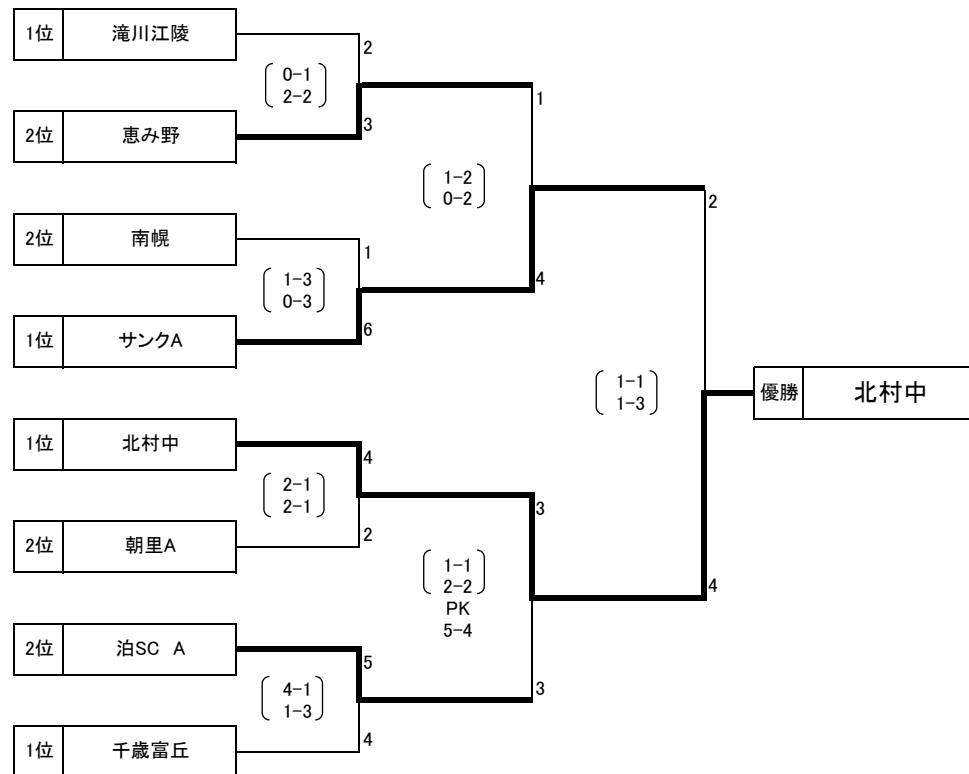 1位 滝川江陵
2
0-1
2-2
1
2位 恵み野
3
1-2
0-2
2
2位 南幌
1
1-3
0-3
4
1位 サンクA
6
1-1
1-3
優勝 北村中
1位 北村中
4
2-1
2-1
3
2位 朝里A
2
1-1
2-2
PK
5-4
4
2位 泊SC A
5
4-1
1-3
3
1位 千歳富丘
4